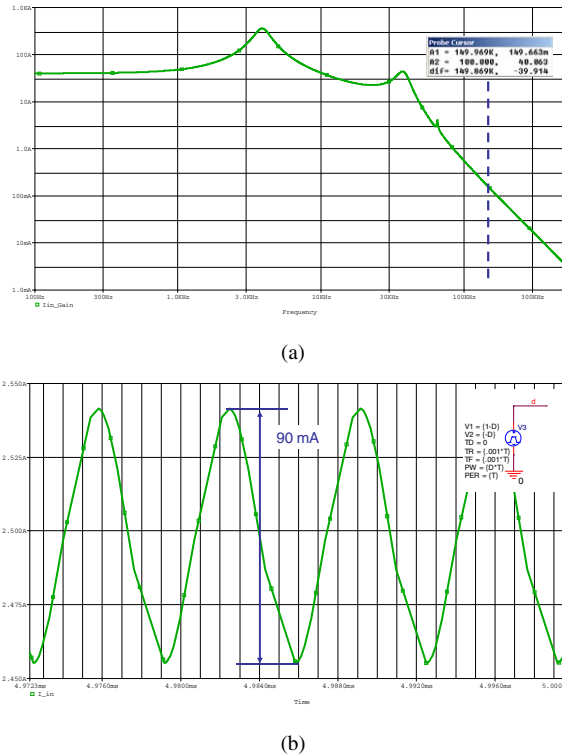 1.0KA
100A
10A
1.0A
100mA
10mA
1.0mA
Probe Cursor
A1 = 149.969K, 149.663m
A2 = 100.000, 40.063
dif= 149.869K, -39.914
100Hz 300Hz 1.0KHz 3.0KHz 10KHz 30KHz 100KHz 300KHz
Iin_Gain
Frequency
(a)
2.550A
2.525A
2.500A
2.475A
2.450A
90 mA
d
V1 = (1-D)
V2 = (-D)
TD = 0
TR = (.001*T)
TF = (.001*T)
PW = (D*T)
PER = (T)
V3
0
4.9723ms 4.9760ms 4.9800ms 4.9840ms 4.9880ms 4.9920ms 4.9960ms 5.000
I_in
Time
(b)